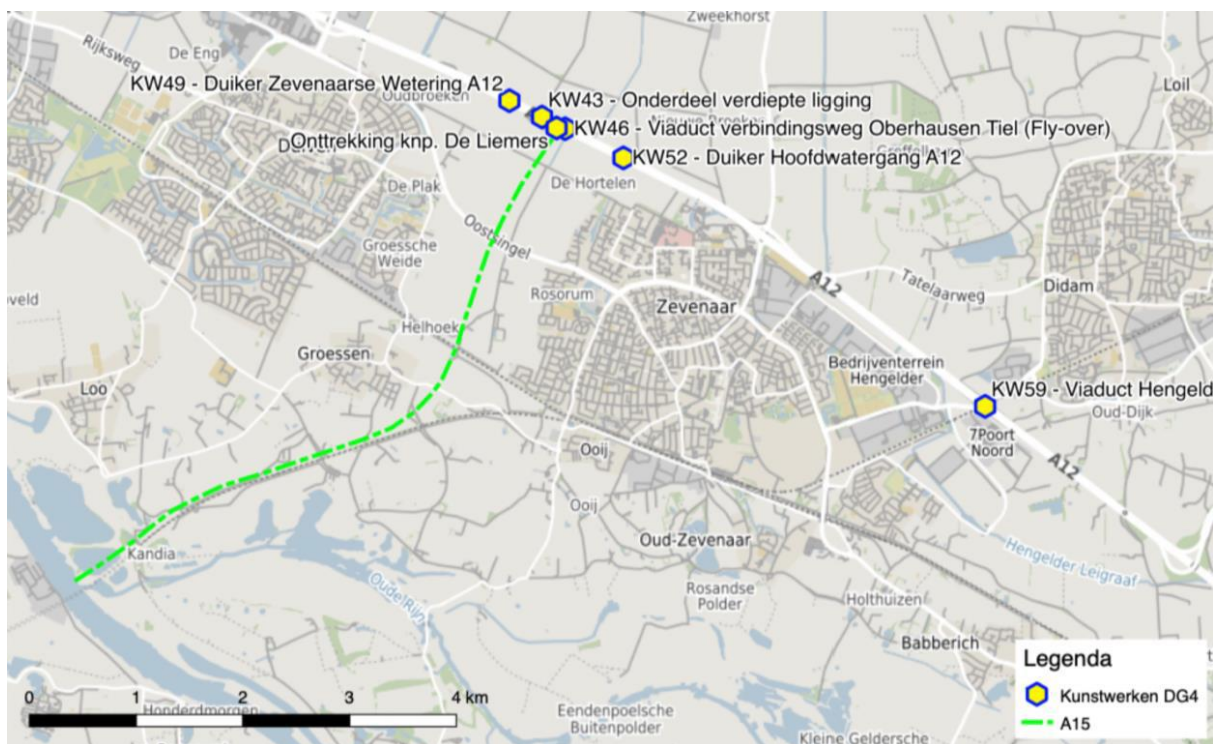 Zweekhorst
Rijksweg
De Eng
Loil
KW49 - Duiker Zevenaarse Wetering A12
Oudbroeken
KW43 - Onderdeel verdiepte ligging
KW46 - Viaduct verbindingsweg Oberhausen Tiel (Fly-over)
Onttrekking knp. De Liemers
KW52 - Duiker Hoofdwatergang A12
De Plak
De Hortelen
Oostsingel
Groessche
Weide
A12
Tatelaarweg
Didam
Rosorum
Zevenaar
Helhoek
Groessen
Bedrijventerrein
Hengelder
Loo
KW59 - Viaduct Hengeld
Oud-Dijk
7Poort
Noord
Ooij
A12
Ooij
Oud-Zevenaar
Kandia
Hengelder Leigraaf
Oude Rijn
Rosandse
Polder
Holthuizen
Babberich
Legenda
Kunstwerken DG4
A15
0 1 2 3 4 km
Honderdmorgen
Eendenpoelsche
Buitenpolder
Kleine Geldersche